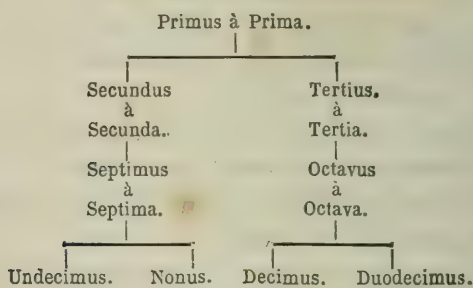 Primus à Prima.
Secundus Tertius.
à à
Secunda. Tertia.
Septimus Octavus
à à
Septima. Octava.
Undecimus. Nonus. Decimus. Duodecimus.